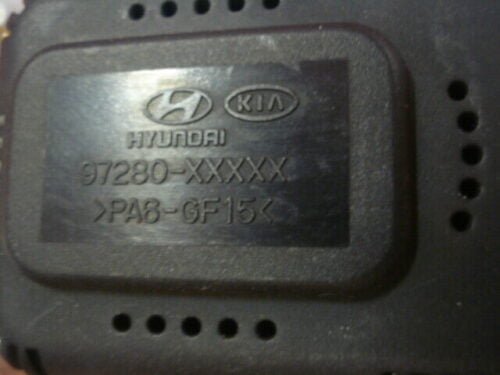 KIA
HYUNDAI
97280-XXXXX
>PA6-GF15<